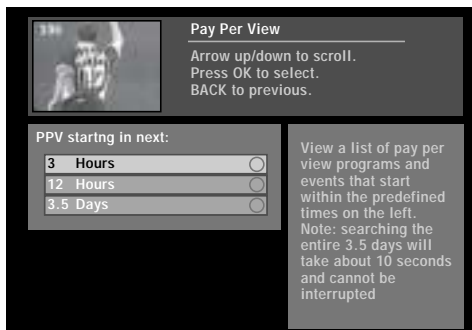 Pay Per View
Arrow up/down to scroll.
Press OK to select.
BACK to previous.
PPV startng in next:
3 Hours
12 Hours
3.5 Days
View a list of pay per
view programs and
events that start
within the predefined
times on the left.
Note: searching the
entire 3.5 days will
take about 10 seconds
and cannot be
interrupted